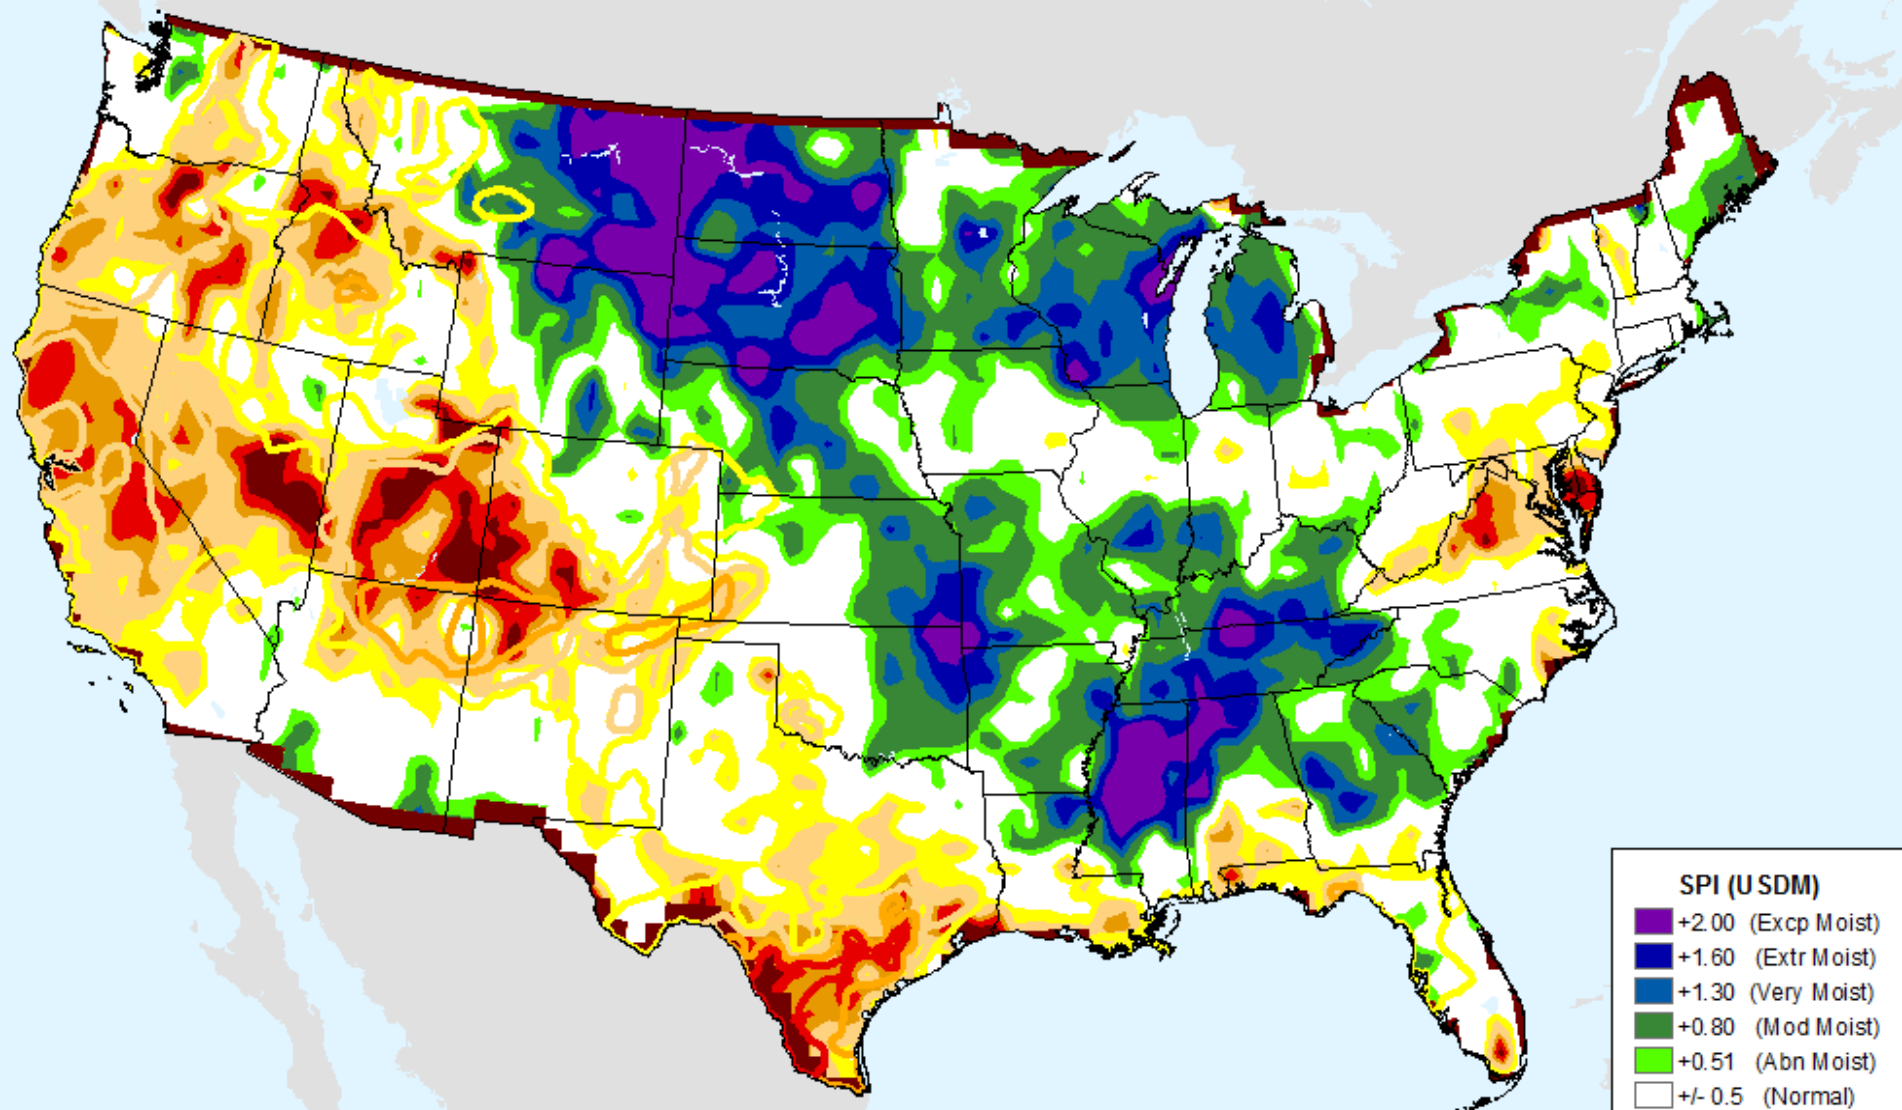 SPI (USDM)
+2.00 (Excp Moist)
+1.60 (Extr Moist)
+1.30 (Very Moist)
+0.80 (Mod Moist)
+0.51 (Abn Moist)
+/- 0.5 (Normal)